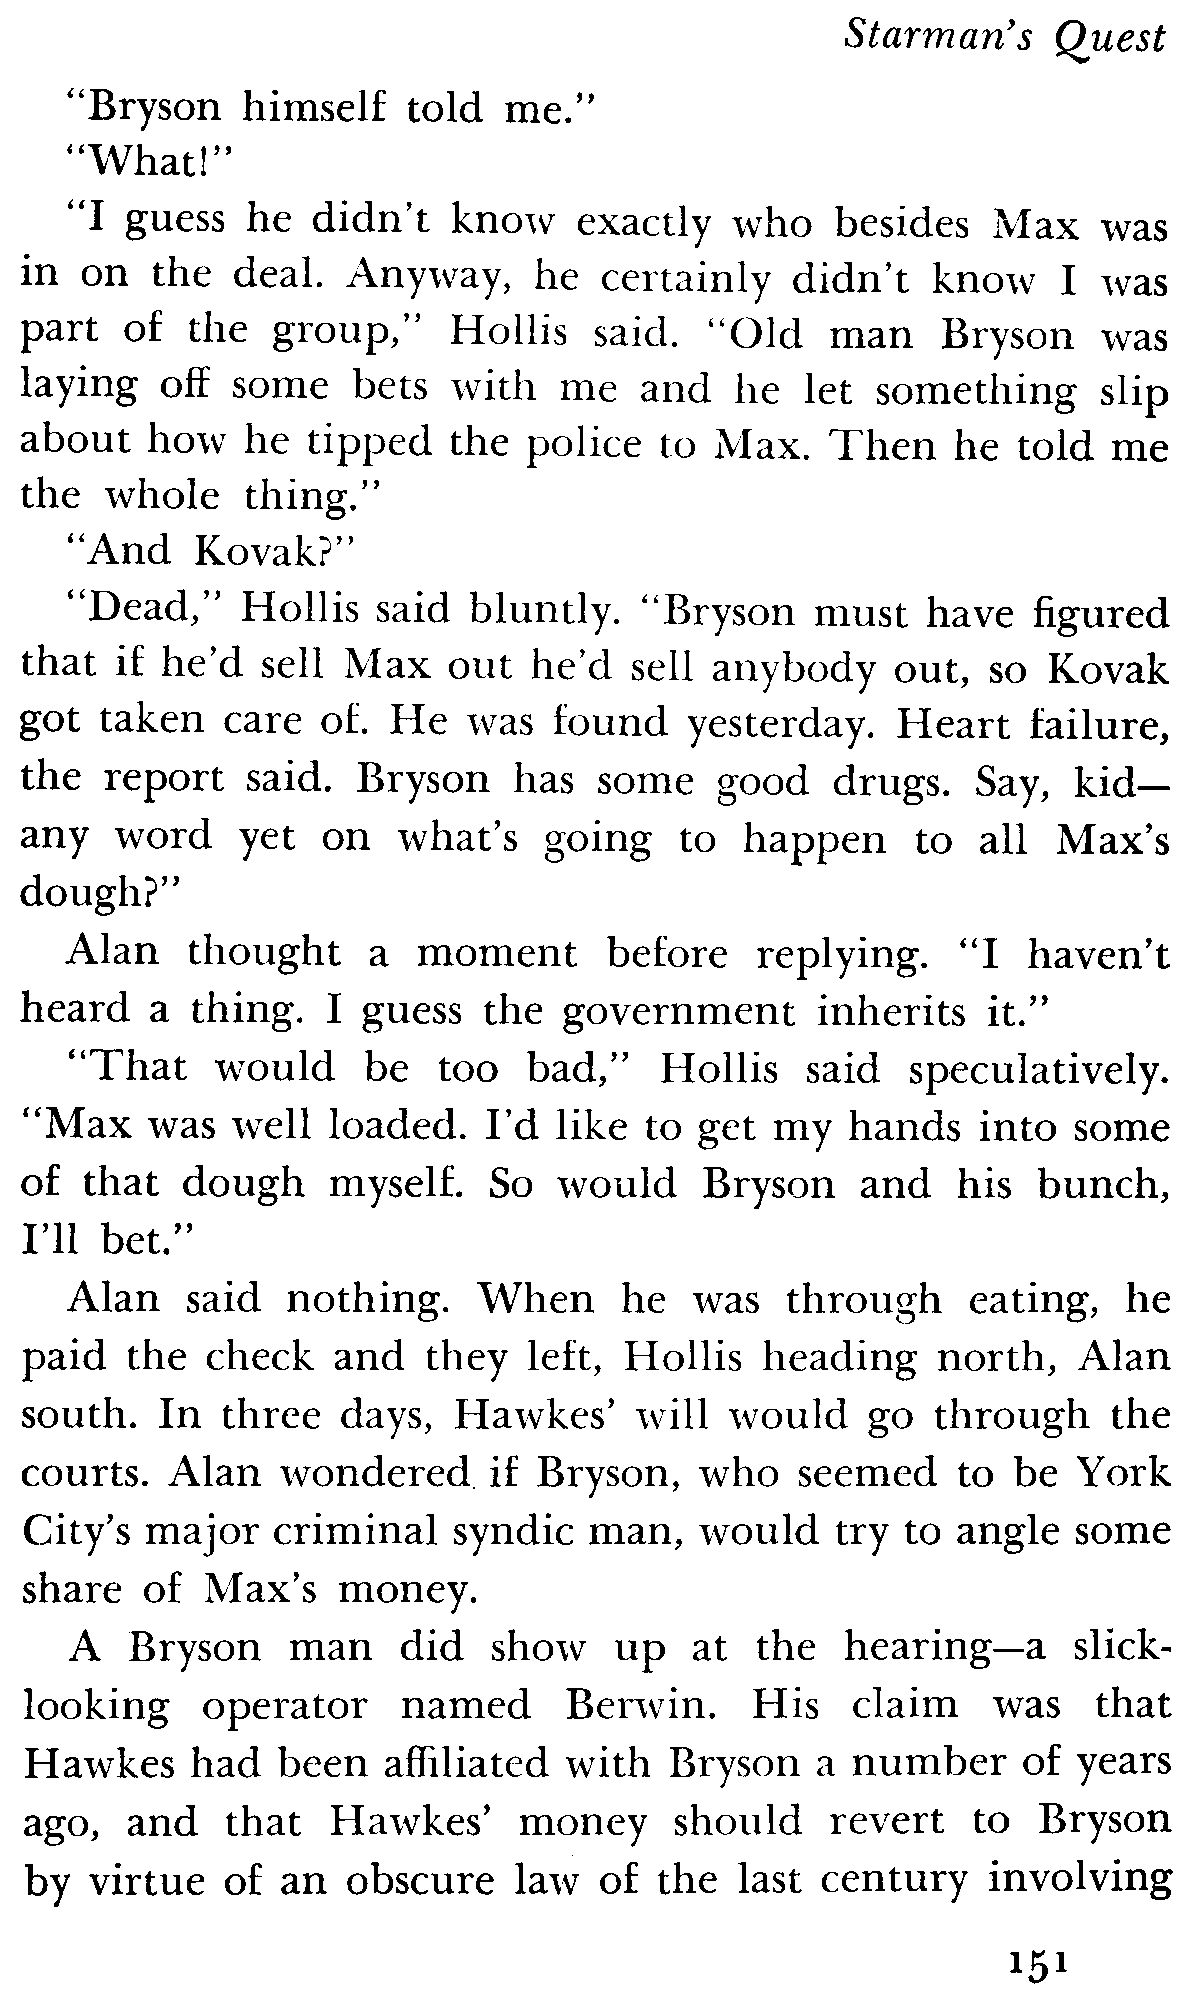 Starman's Quest
"Bryson himself told me."
"What!"
"I guess he didn't know exactly who besides Max was
in on the deal. Anyway, he certainly didn't know I was
part of the group," Hollis said. "Old man Bryson was
laying off some bets with me and he let something slip
about how he tipped the police to Max. Then he told me
the whole thing."
"And Kovak?"
"Dead," Hollis said bluntly. "Bryson must have figured
that if he'd sell Max out he'd sell anybody out, so Kovak
got taken care of. He was found yesterday. Heart failure,
the report said. Bryson has some good drugs. Say, kid—
any word yet on what's going to happen to all Max's
dough?"
Alan thought a moment before replying. "I haven't
heard a thing. I guess the government inherits it."
"That would be too bad," Hollis said speculatively.
"Max was well loaded. I'd like to get my hands into some
of that dough myself. So would Bryson and his bunch,
I'll bet."
Alan said nothing. When he was through eating, he
paid the check and they left, Hollis heading north, Alan
south. In three days, Hawkes' will would go through the
courts. Alan wondered if Bryson, who seemed to be York
City's major criminal syndic man, would try to angle some
share of Max's money.
A Bryson man did show up at the hearing—a slick-
looking operator named Berwin. His claim was that
Hawkes had been affiliated with Bryson a number of years
ago, and that Hawkes' money should revert to Bryson
by virtue of an obscure law of the last century involving
151